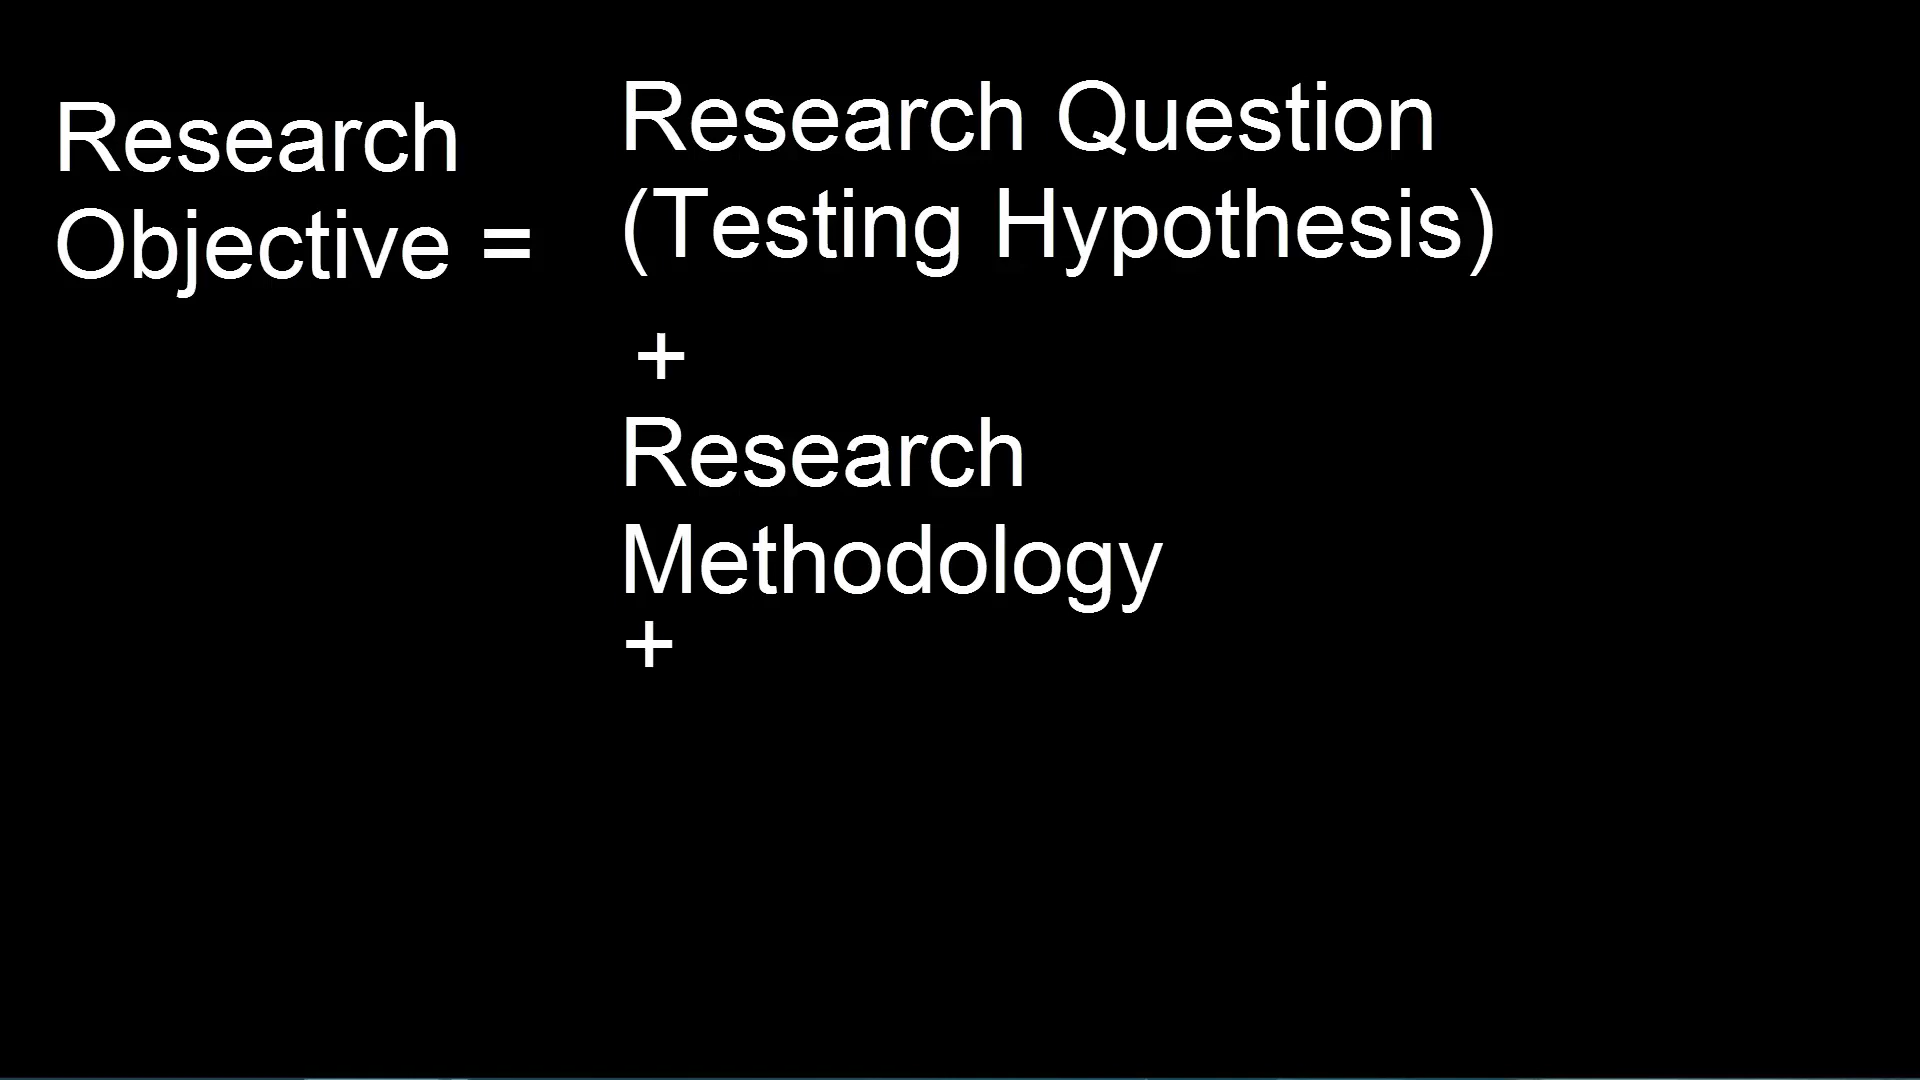 Research
Objective =
Research Question
(Testing Hypothesis)
+
Research
Methodology
+